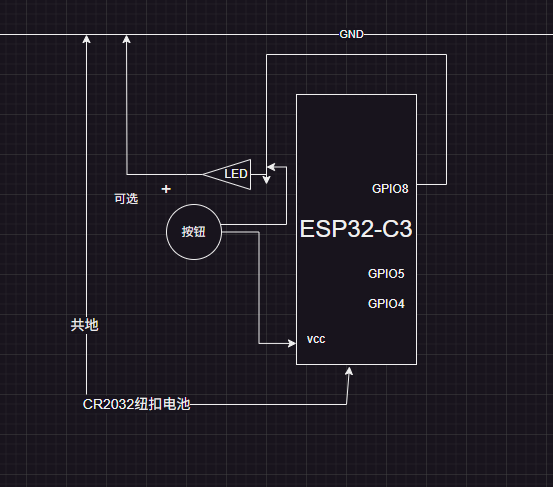 GND
LED
GPIO8
可选
按钮
ESP32-C3
GPIO5
GPIO4
共地
vcc
CR2032纽扣电池